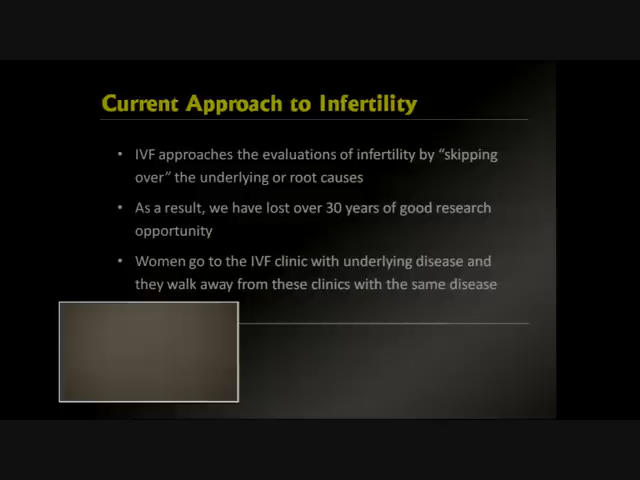 Current Approach to Infertility
• IVF approaches the evaluations of infertility by “skipping
over” the underlying or root causes
• As a result, we have lost over 30 years of good research
opportunity
• Women go to the IVF clinic with underlying disease and
they walk away from these clinics with the same disease